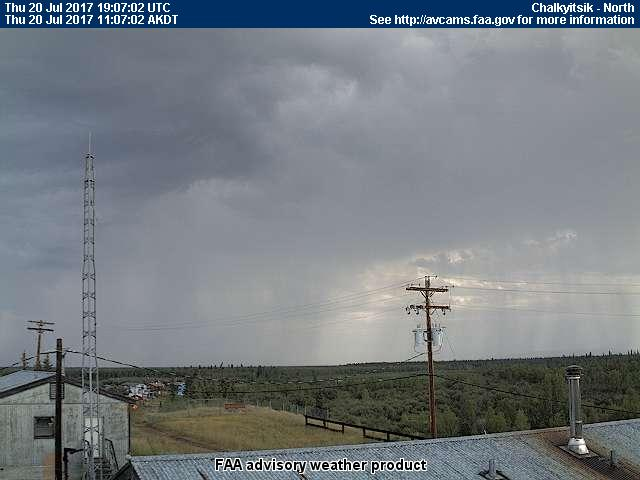 Thu 20 Jul 2017 19:07:02 UTC
Chalkyitsik - North
Thu 20 Jul 2017 11:07:02 AKDT
See http://avcams.faa.gov for more information
FAA advisory weather product